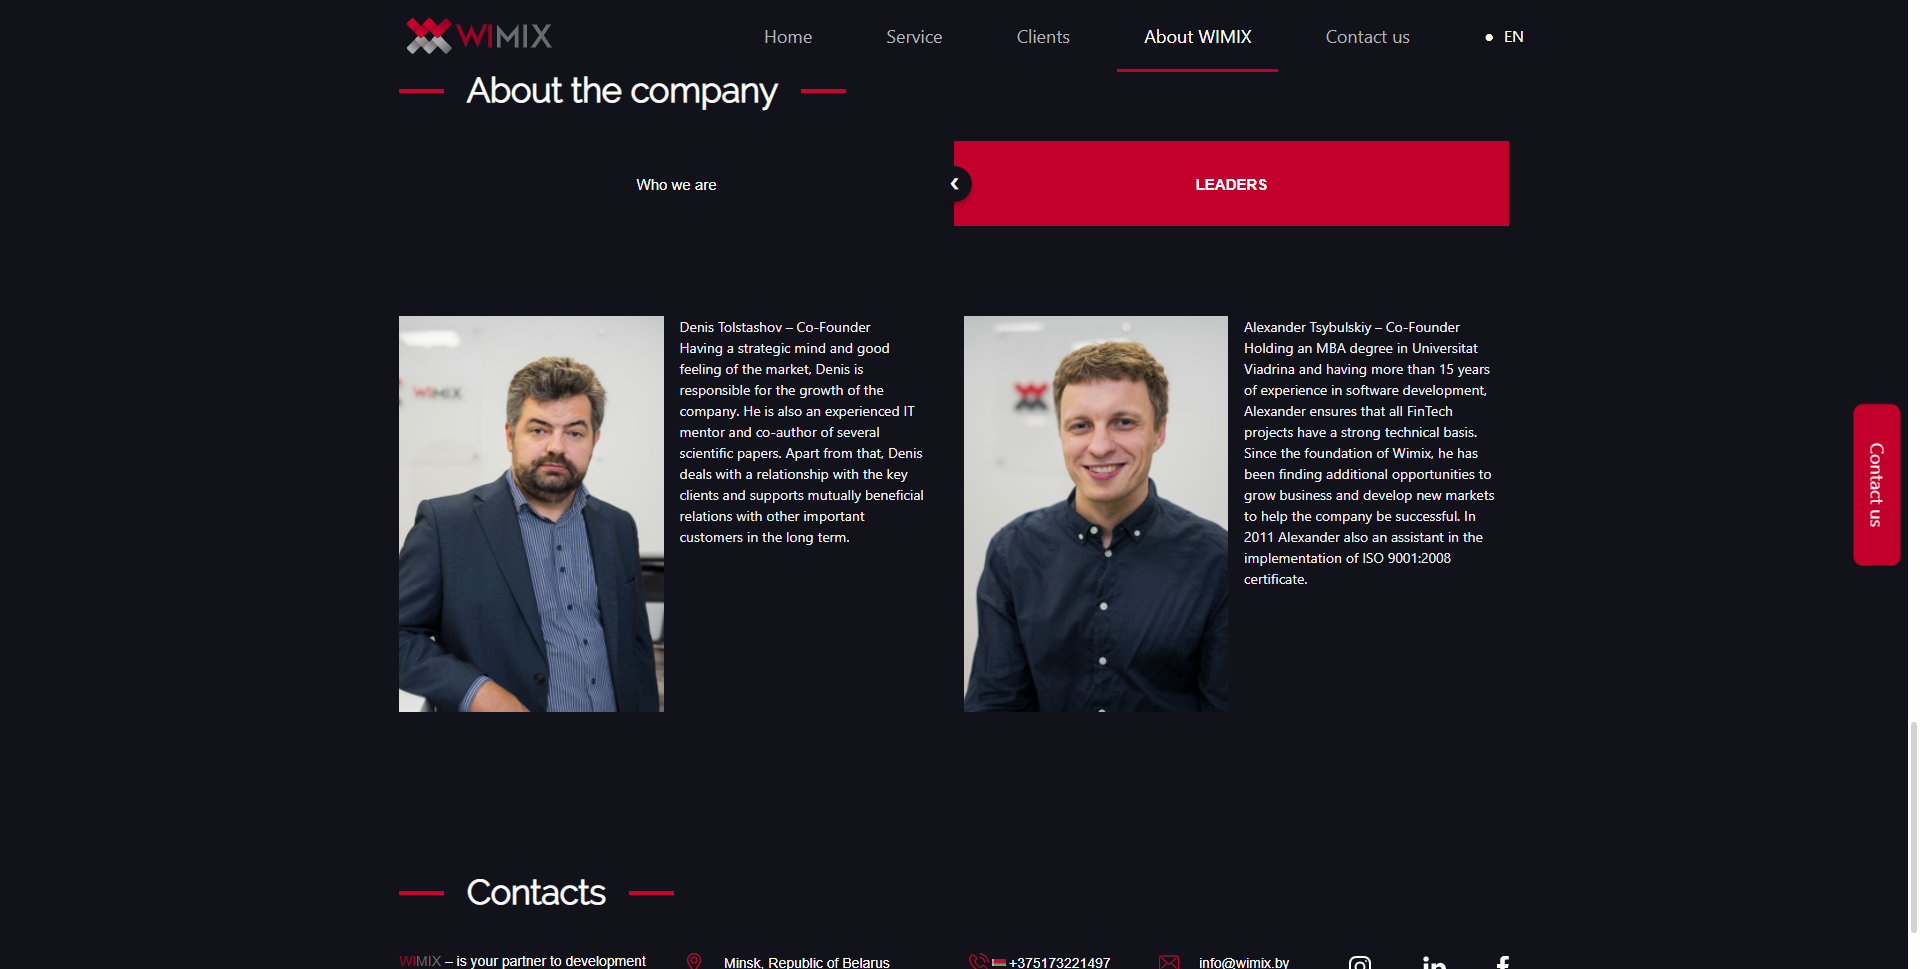 WIMIX
Home
Service
Clients
About WIMIX
Contact us
EN
About the company
Who we are
LEADERS
WIMIX
Denis Tolstashov – Co-Founder
Having a strategic mind and good
feeling of the market, Denis is
responsible for the growth of the
company. He is also an experienced IT
mentor and co-author of several
scientific papers. Apart from that, Denis
deals with a relationship with the key
clients and supports mutually beneficial
relations with other important
customers in the long term.
Alexander Tsybulskiy – Co-Founder
Holding an MBA degree in Universitat
Viadrina and having more than 15 years
of experience in software development,
Alexander ensures that all FinTech
projects have a strong technical basis.
Since the foundation of Wimix, he has
been finding additional opportunities to
grow business and develop new markets
to help the company be successful. In
2011 Alexander also an assistant in the
implementation of ISO 9001:2008
certificate.
Contact us
Contacts
WIMIX – is your partner to development
Minsk, Republic of Belarus
+375173221497
info@wimix.by